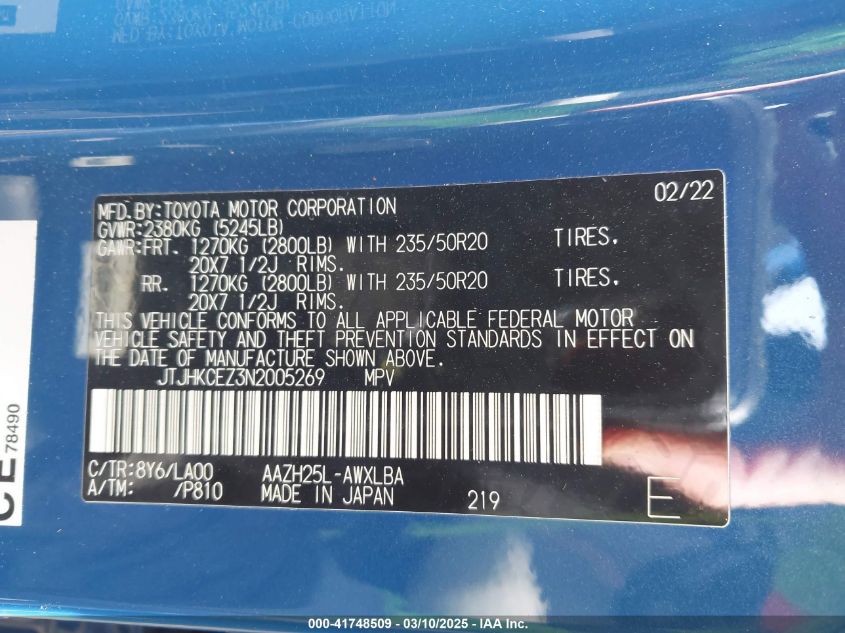 MFD.BY:TOYOTA MOTOR CORPORATION 02/22
GVWR:2380KG (5245LB)
GAWR:FRT. 1270KG (2800LB) WITH 235/50R20 TIRES.
20X7 1/2J RIMS.
RR. 1270KG (2800LB) WITH 235/50R20 TIRES.
20X7 1/2J RIMS.
THIS VEHICLE CONFORMS TO ALL APPLICABLE FEDERAL MOTOR
VEHICLE SAFETY AND THEFT PREVENTION STANDARDS IN EFFECT ON
THE DATE OF MANUFACTURE SHOWN ABOVE.
JTJHKCEZ3N2005269 MPV
C/TR:8Y6/LA00 AAZH25L-AWXLBA
A/TM: /P810 MADE IN JAPAN 219 E
78490
000-41748509 - 03/10/2025 - IAA Inc.